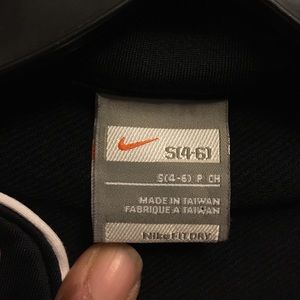 S(4-6)
S(4-6) P CH
MADE IN TAIWAN
FABRIQUE A TAIWAN
Nike FIT DRY